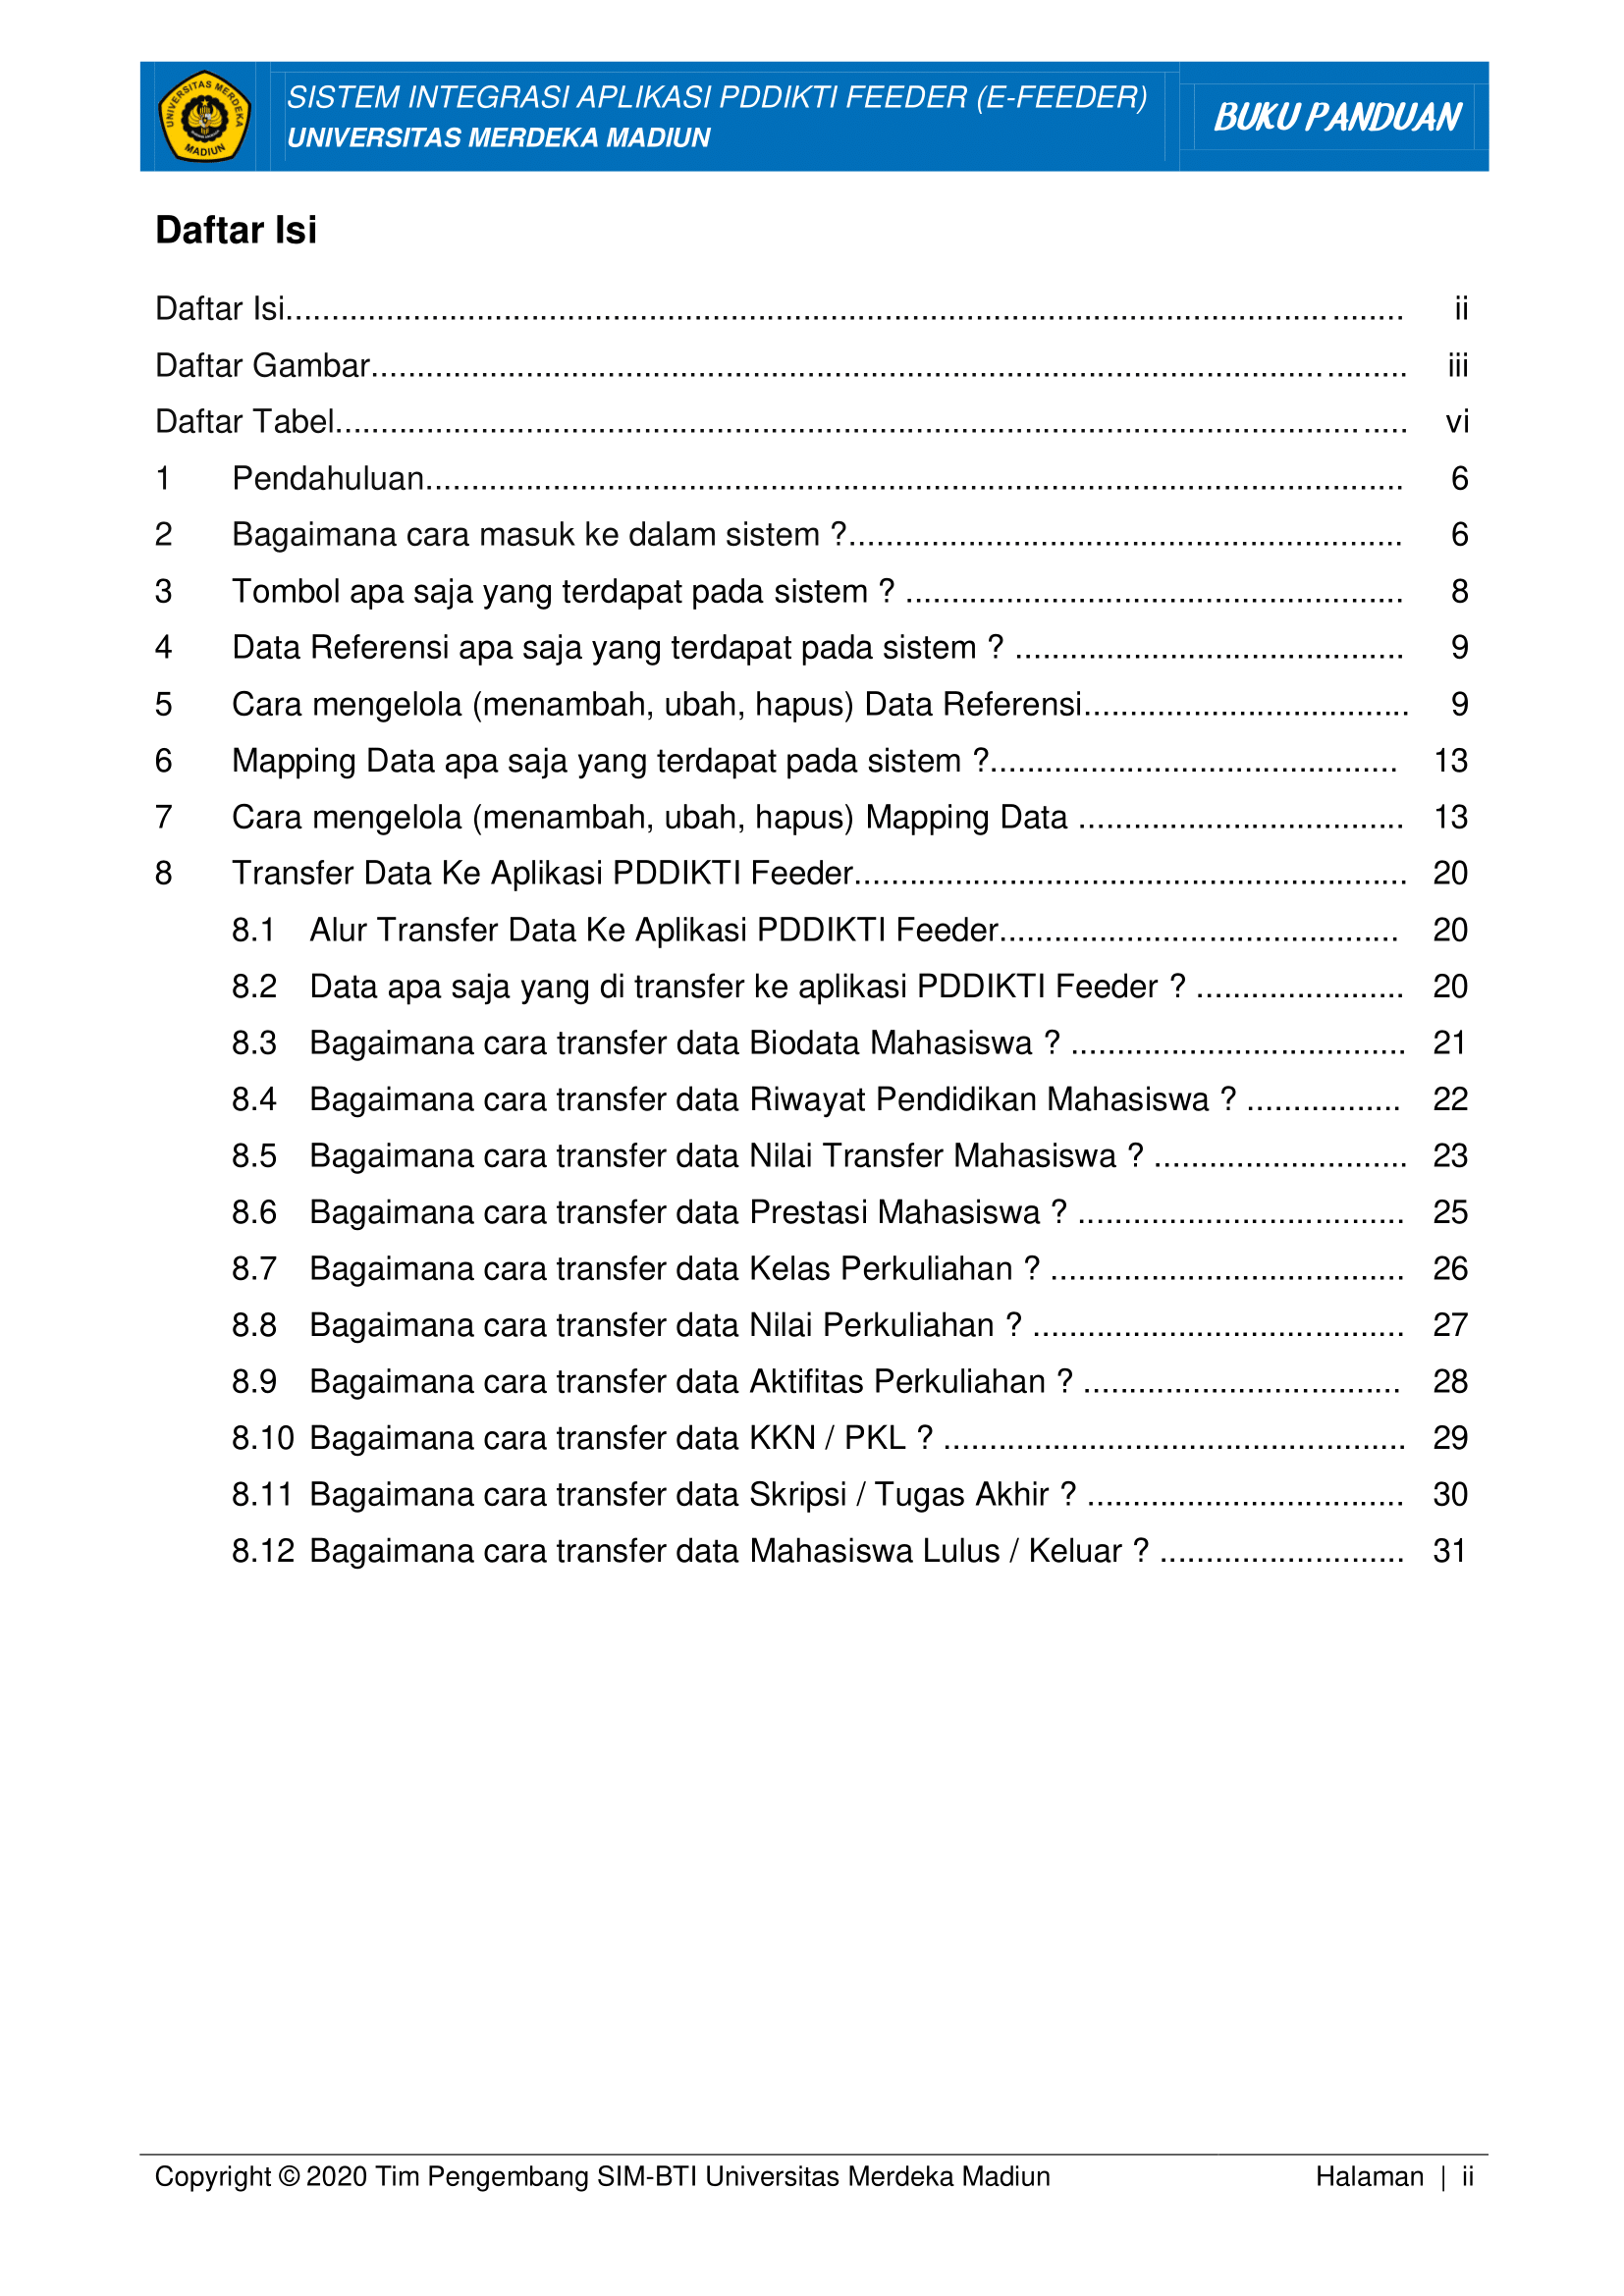 UNIVERSITAS MERDEKA
MADIUN
SISTEM INTEGRASI APLIKASI PDDIKTI FEEDER (E-FEEDER)
UNIVERSITAS MERDEKA MADIUN
BUKU PANDUAN
Daftar Isi
Daftar Isi.................................................................................................................... ii
Daftar Gambar............................................................................................................ iii
Daftar Tabel................................................................................................................ vi
1 Pendahuluan......................................................................................................... 6
2 Bagaimana cara masuk ke dalam sistem ?............................................................ 6
3 Tombol apa saja yang terdapat pada sistem ? ...................................................... 8
4 Data Referensi apa saja yang terdapat pada sistem ? .......................................... 9
5 Cara mengelola (menambah, ubah, hapus) Data Referensi................................... 9
6 Mapping Data apa saja yang terdapat pada sistem ?............................................ 13
7 Cara mengelola (menambah, ubah, hapus) Mapping Data ................................... 13
8 Transfer Data Ke Aplikasi PDDIKTI Feeder............................................................ 20
8.1 Alur Transfer Data Ke Aplikasi PDDIKTI Feeder........................................... 20
8.2 Data apa saja yang di transfer ke aplikasi PDDIKTI Feeder ? ....................... 20
8.3 Bagaimana cara transfer data Biodata Mahasiswa ? .................................... 21
8.4 Bagaimana cara transfer data Riwayat Pendidikan Mahasiswa ? ................. 22
8.5 Bagaimana cara transfer data Nilai Transfer Mahasiswa ? ........................... 23
8.6 Bagaimana cara transfer data Prestasi Mahasiswa ? ................................... 25
8.7 Bagaimana cara transfer data Kelas Perkuliahan ? ...................................... 26
8.8 Bagaimana cara transfer data Nilai Perkuliahan ? ........................................ 27
8.9 Bagaimana cara transfer data Aktifitas Perkuliahan ? .................................. 28
8.10 Bagaimana cara transfer data KKN / PKL ? .................................................. 29
8.11 Bagaimana cara transfer data Skripsi / Tugas Akhir ? .................................. 30
8.12 Bagaimana cara transfer data Mahasiswa Lulus / Keluar ? .......................... 31
Copyright © 2020 Tim Pengembang SIM-BTI Universitas Merdeka Madiun Halaman | ii